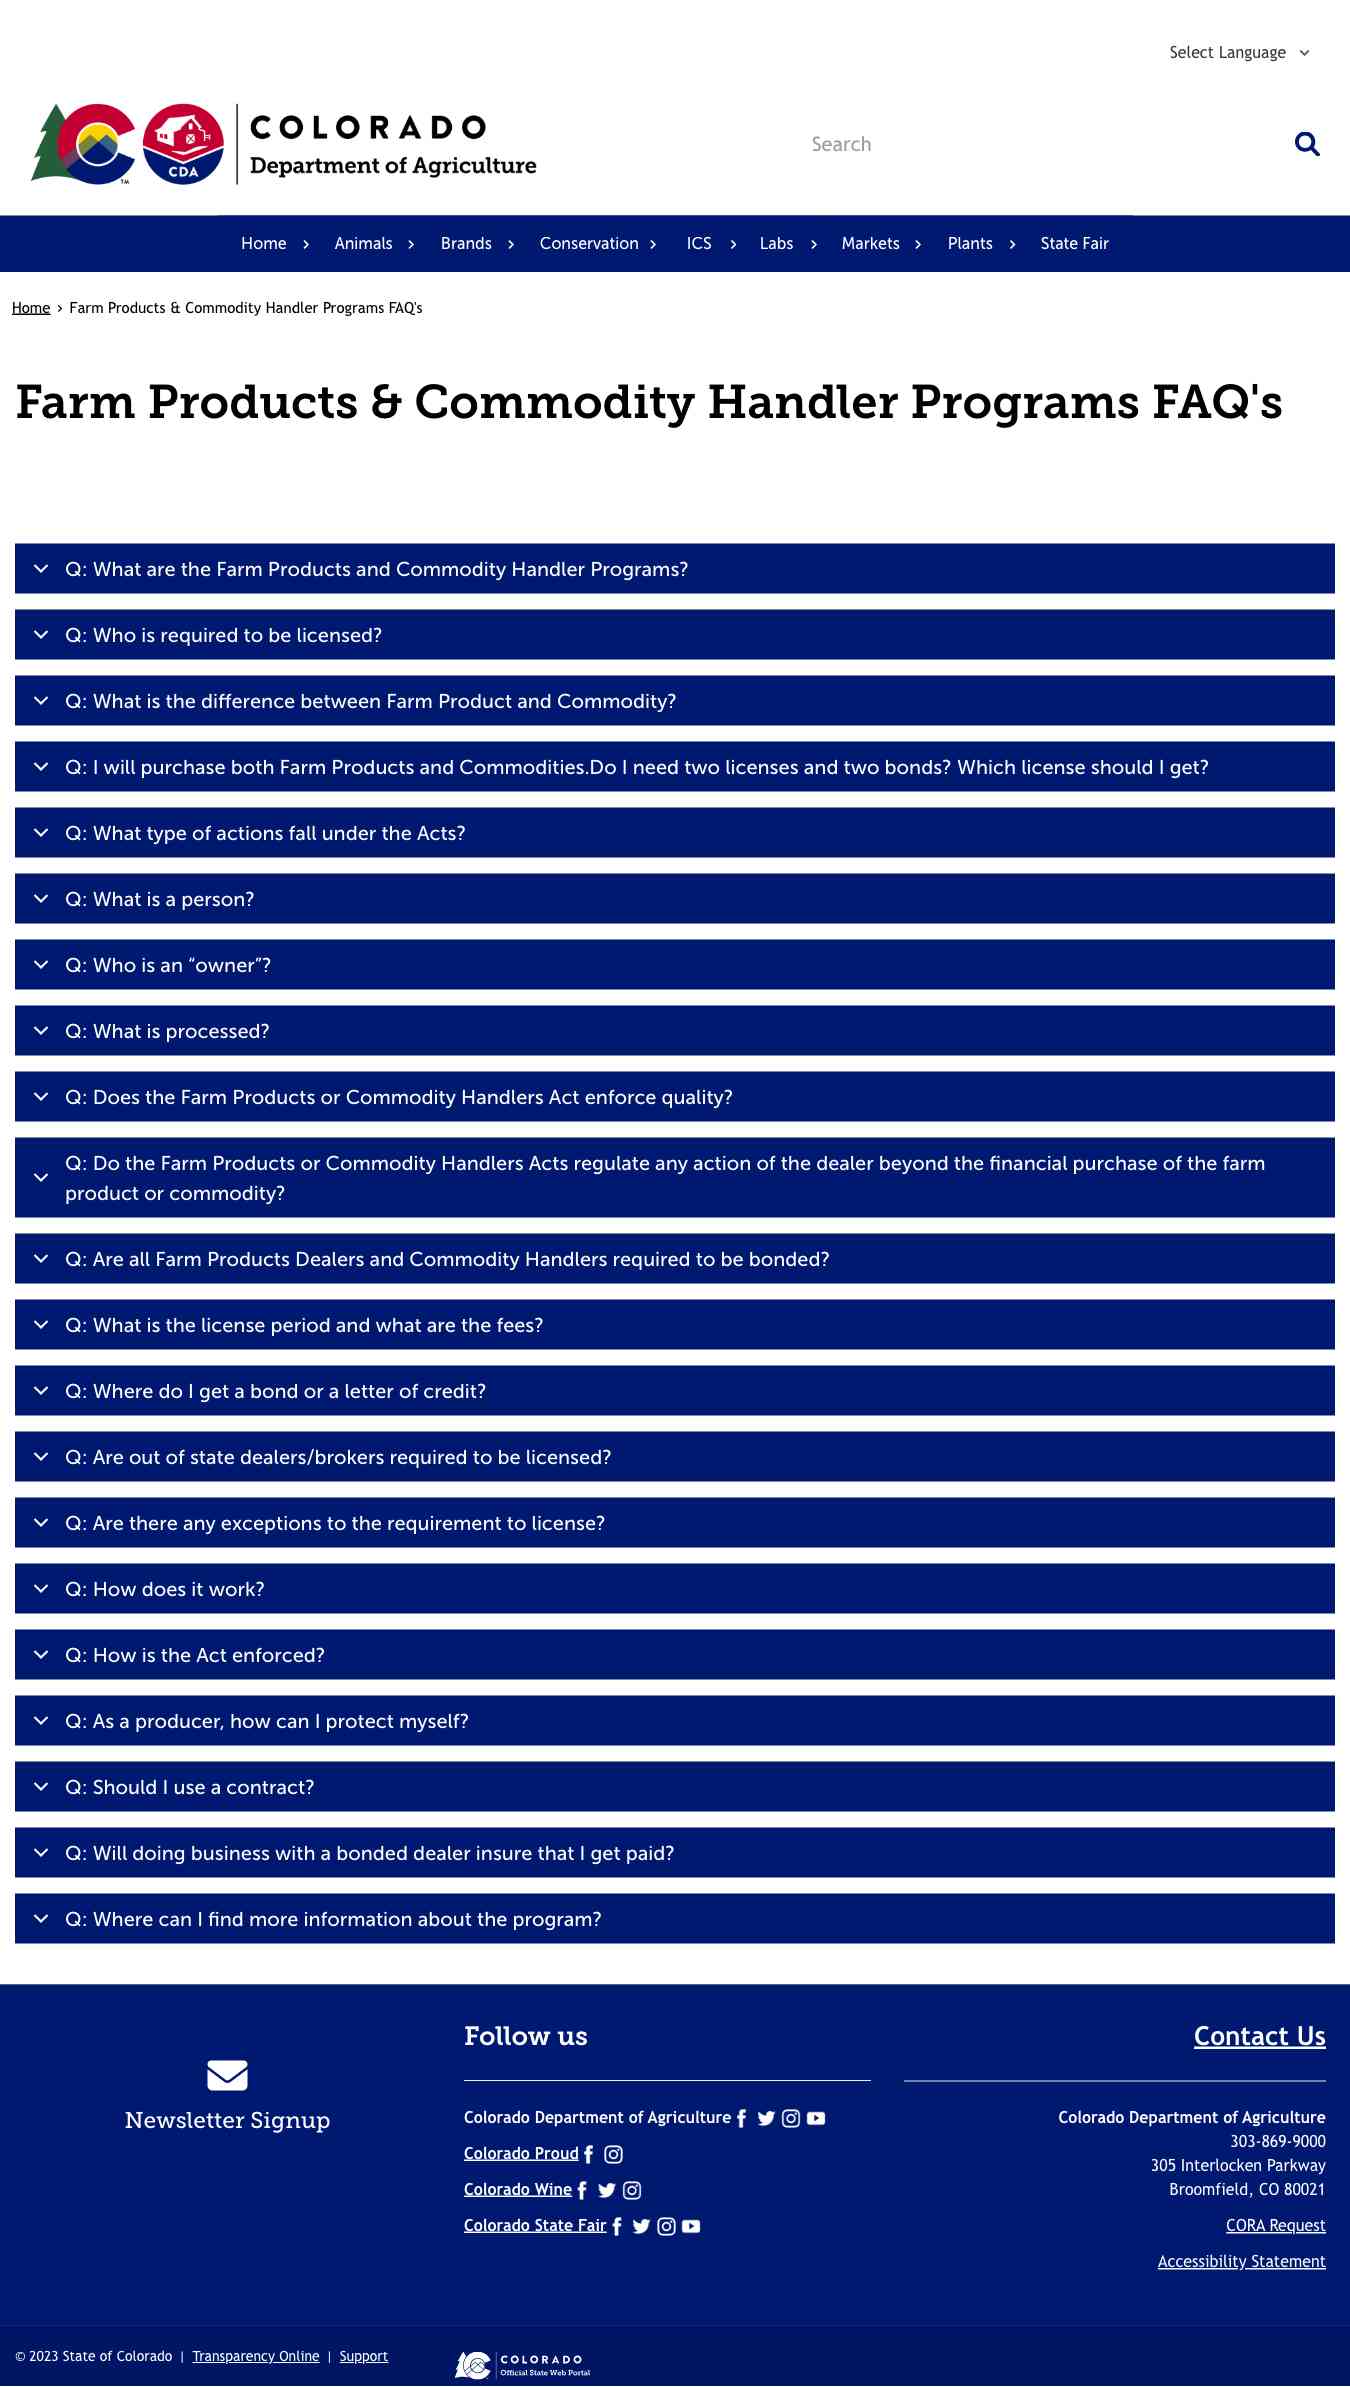 Select Language
COLORADO
Department of Agriculture
CDA
TM
Search
Home Animals Brands Conservation ICS Labs Markets Plants State Fair
Home › Farm Products & Commodity Handler Programs FAQ's
Farm Products & Commodity Handler Programs FAQ's
Q: What are the Farm Products and Commodity Handler Programs?
Q: Who is required to be licensed?
Q: What is the difference between Farm Product and Commodity?
Q: I will purchase both Farm Products and Commodities.Do I need two licenses and two bonds? Which license should I get?
Q: What type of actions fall under the Acts?
Q: What is a person?
Q: Who is an “owner”?
Q: What is processed?
Q: Does the Farm Products or Commodity Handlers Act enforce quality?
Q: Do the Farm Products or Commodity Handlers Acts regulate any action of the dealer beyond the financial purchase of the farm
product or commodity?
Q: Are all Farm Products Dealers and Commodity Handlers required to be bonded?
Q: What is the license period and what are the fees?
Q: Where do I get a bond or a letter of credit?
Q: Are out of state dealers/brokers required to be licensed?
Q: Are there any exceptions to the requirement to license?
Q: How does it work?
Q: How is the Act enforced?
Q: As a producer, how can I protect myself?
Q: Should I use a contract?
Q: Will doing business with a bonded dealer insure that I get paid?
Q: Where can I find more information about the program?
Newsletter Signup
Follow us
Colorado Department of Agriculture
Colorado Proud
Colorado Wine
Colorado State Fair
Contact Us
Colorado Department of Agriculture
303-869-9000
305 Interlocken Parkway
Broomfield, CO 80021
CORA Request
Accessibility Statement
© 2023 State of Colorado | Transparency Online | Support
COLORADO
Official State Web Portal